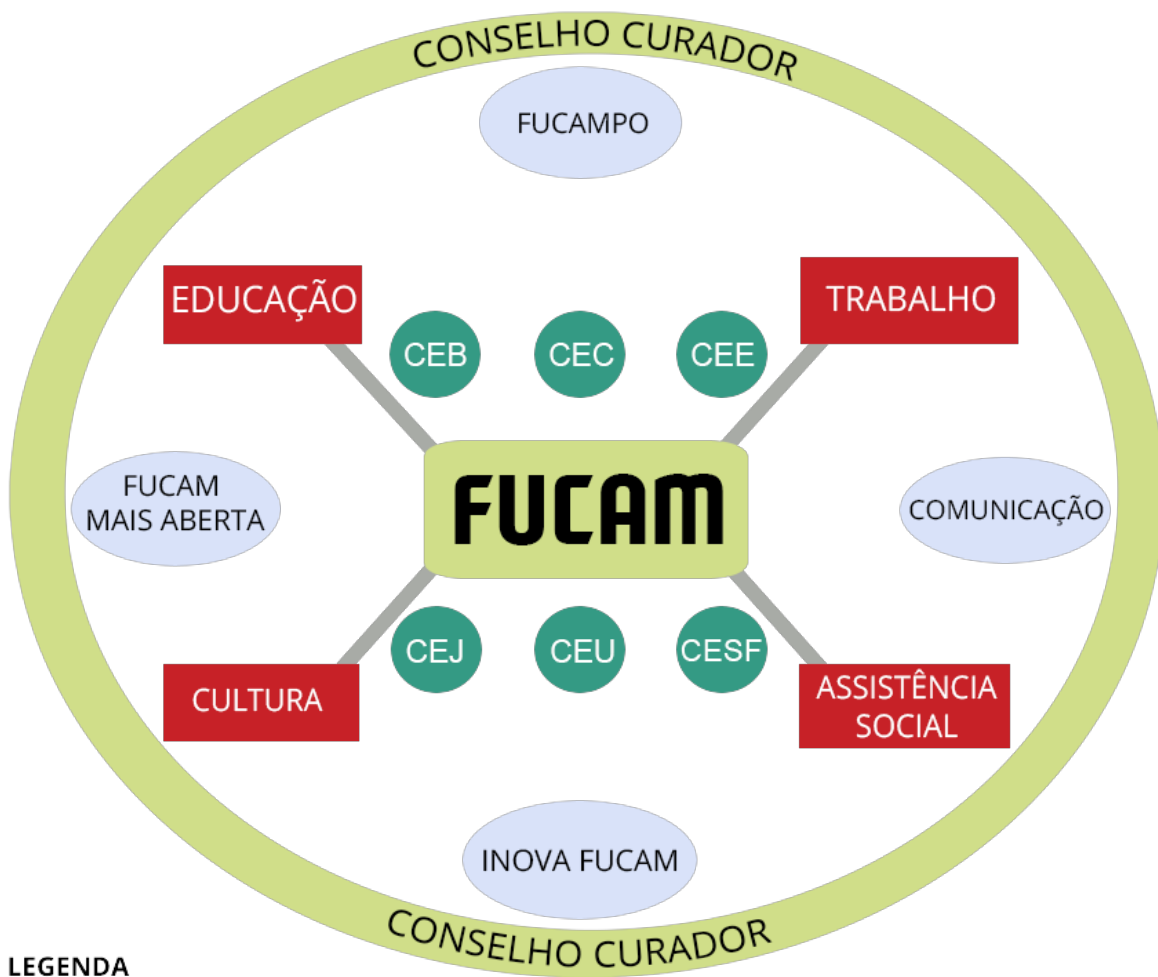 CONSELHO CURADOR
FUCAMPO
EDUCAÇÃO
TRABALHO
CEB
CEC
CEE
FUCAM
MAIS ABERTA
FUCAM
COMUNICAÇÃO
CEJ
CEU
CESF
CULTURA
ASSISTÊNCIA
SOCIAL
INOVA FUCAM
CONSELHO CURADOR
LEGENDA